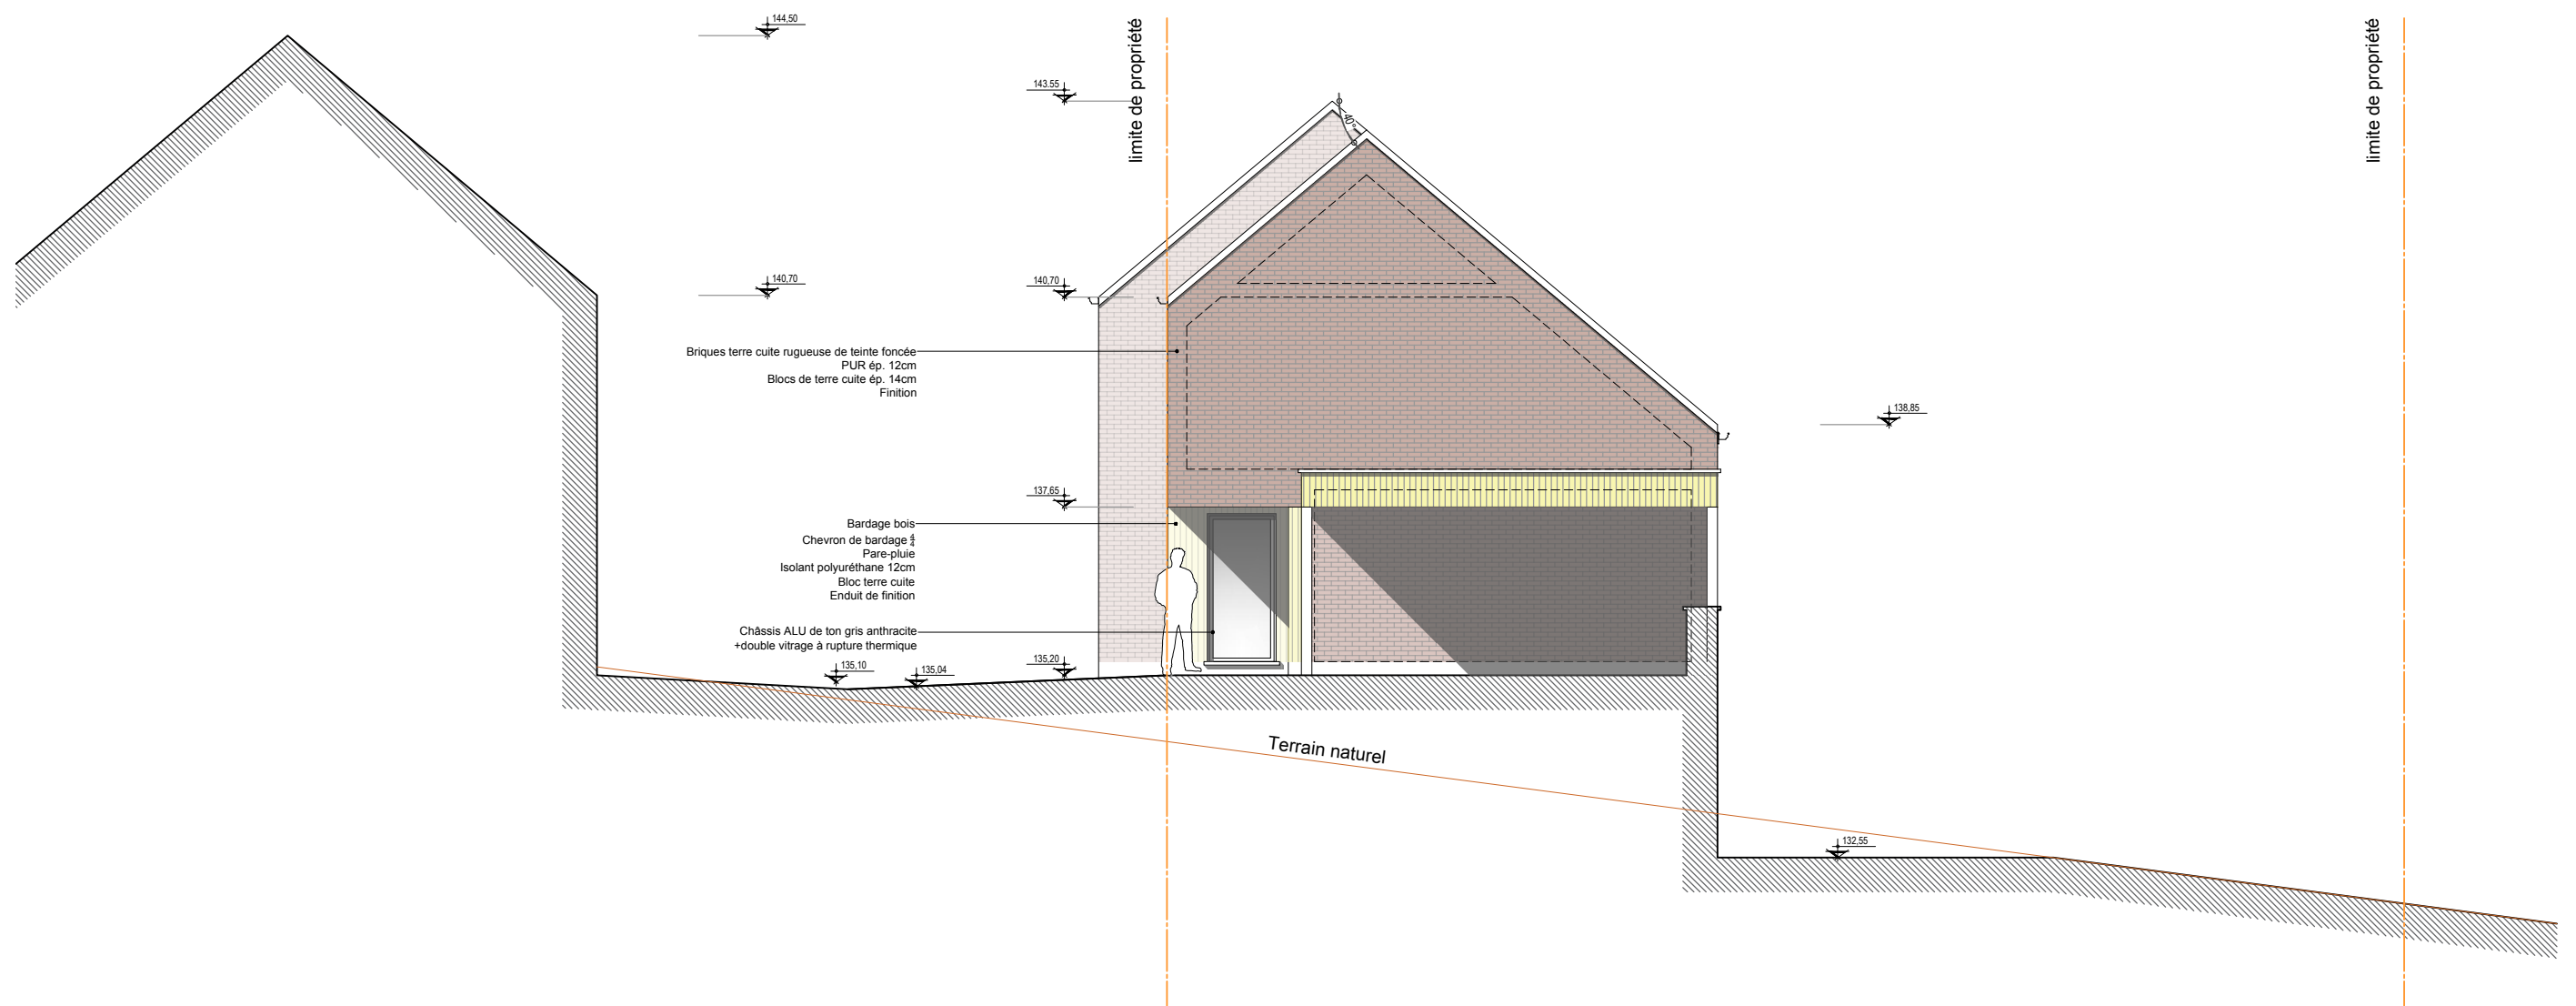 144,50
limite de propriété
limite de propriété
143.55
40°
140,70
140,70
Briques terre cuite rugueuse de teinte foncée
PUR ép. 12cm
Blocs de terre cuite ép. 14cm
Finition
138,85
137,65
Bardage bois
Chevron de bardage 4/4
Pare-pluie
Isolant polyuréthane 12cm
Bloc terre cuite
Enduit de finition
Châssis ALU de ton gris anthracite
+double vitrage à rupture thermique
135,10
135,04
135,20
Terrain naturel
132,55